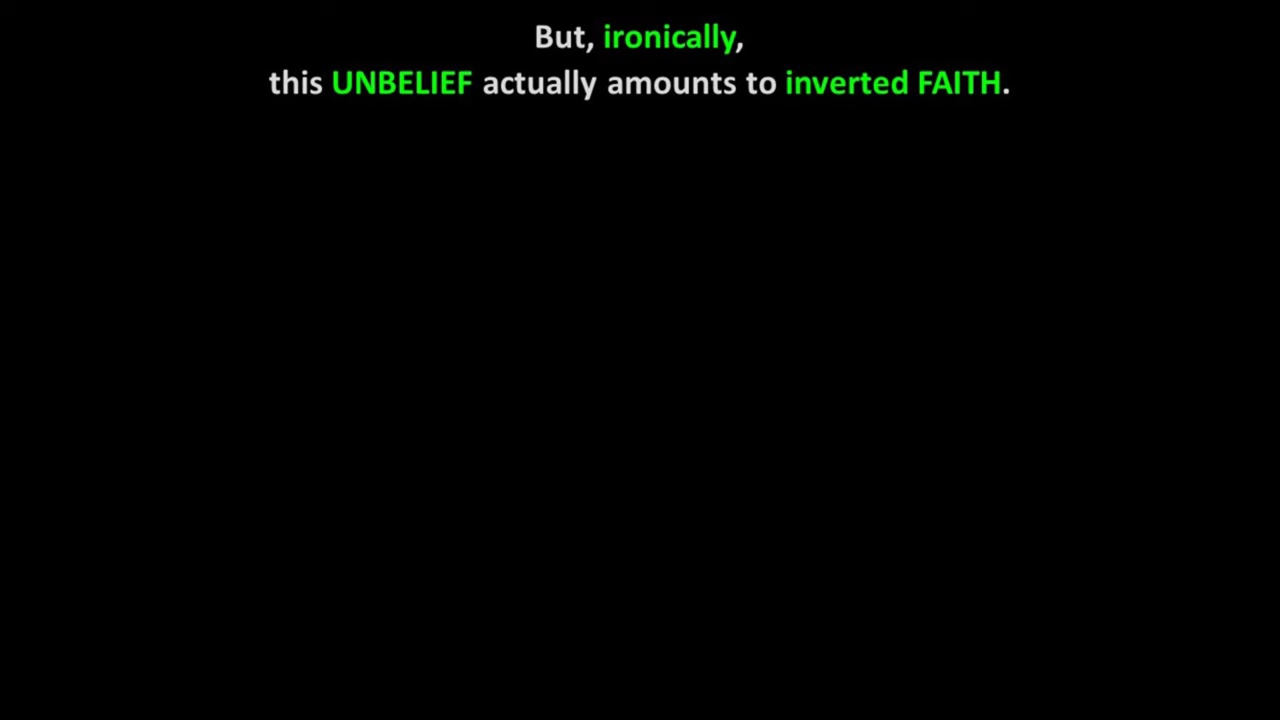 But, ironically,
this UNBELIEF actually amounts to inverted FAITH.